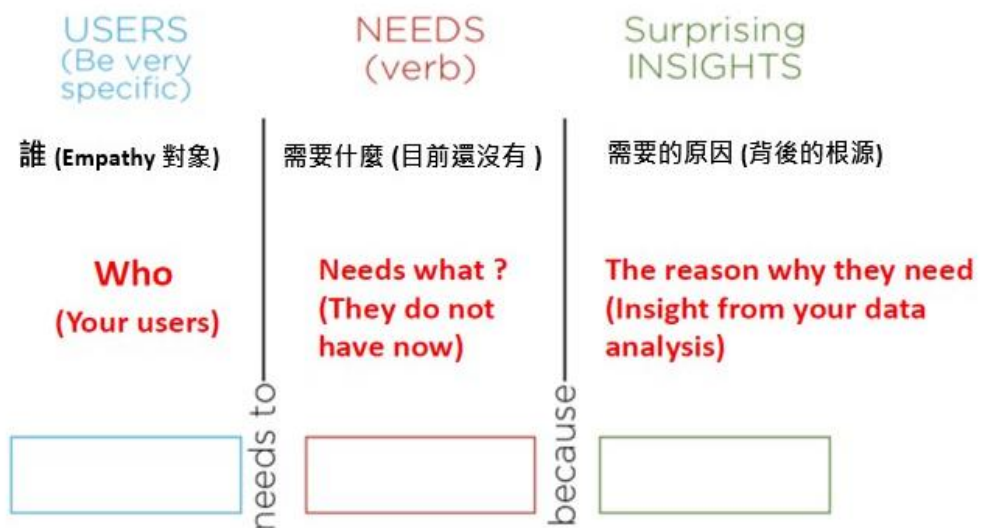 USERS
(Be very
specific)
NEEDS
(verb)
Surprising
INSIGHTS
誰 (Empathy 對象)
需要什麼 (目前還沒有 )
需要的原因 (背後的根源)
Who
(Your users)
Needs what ?
(They do not
have now)
The reason why they need
(Insight from your data
analysis)
needs to
because